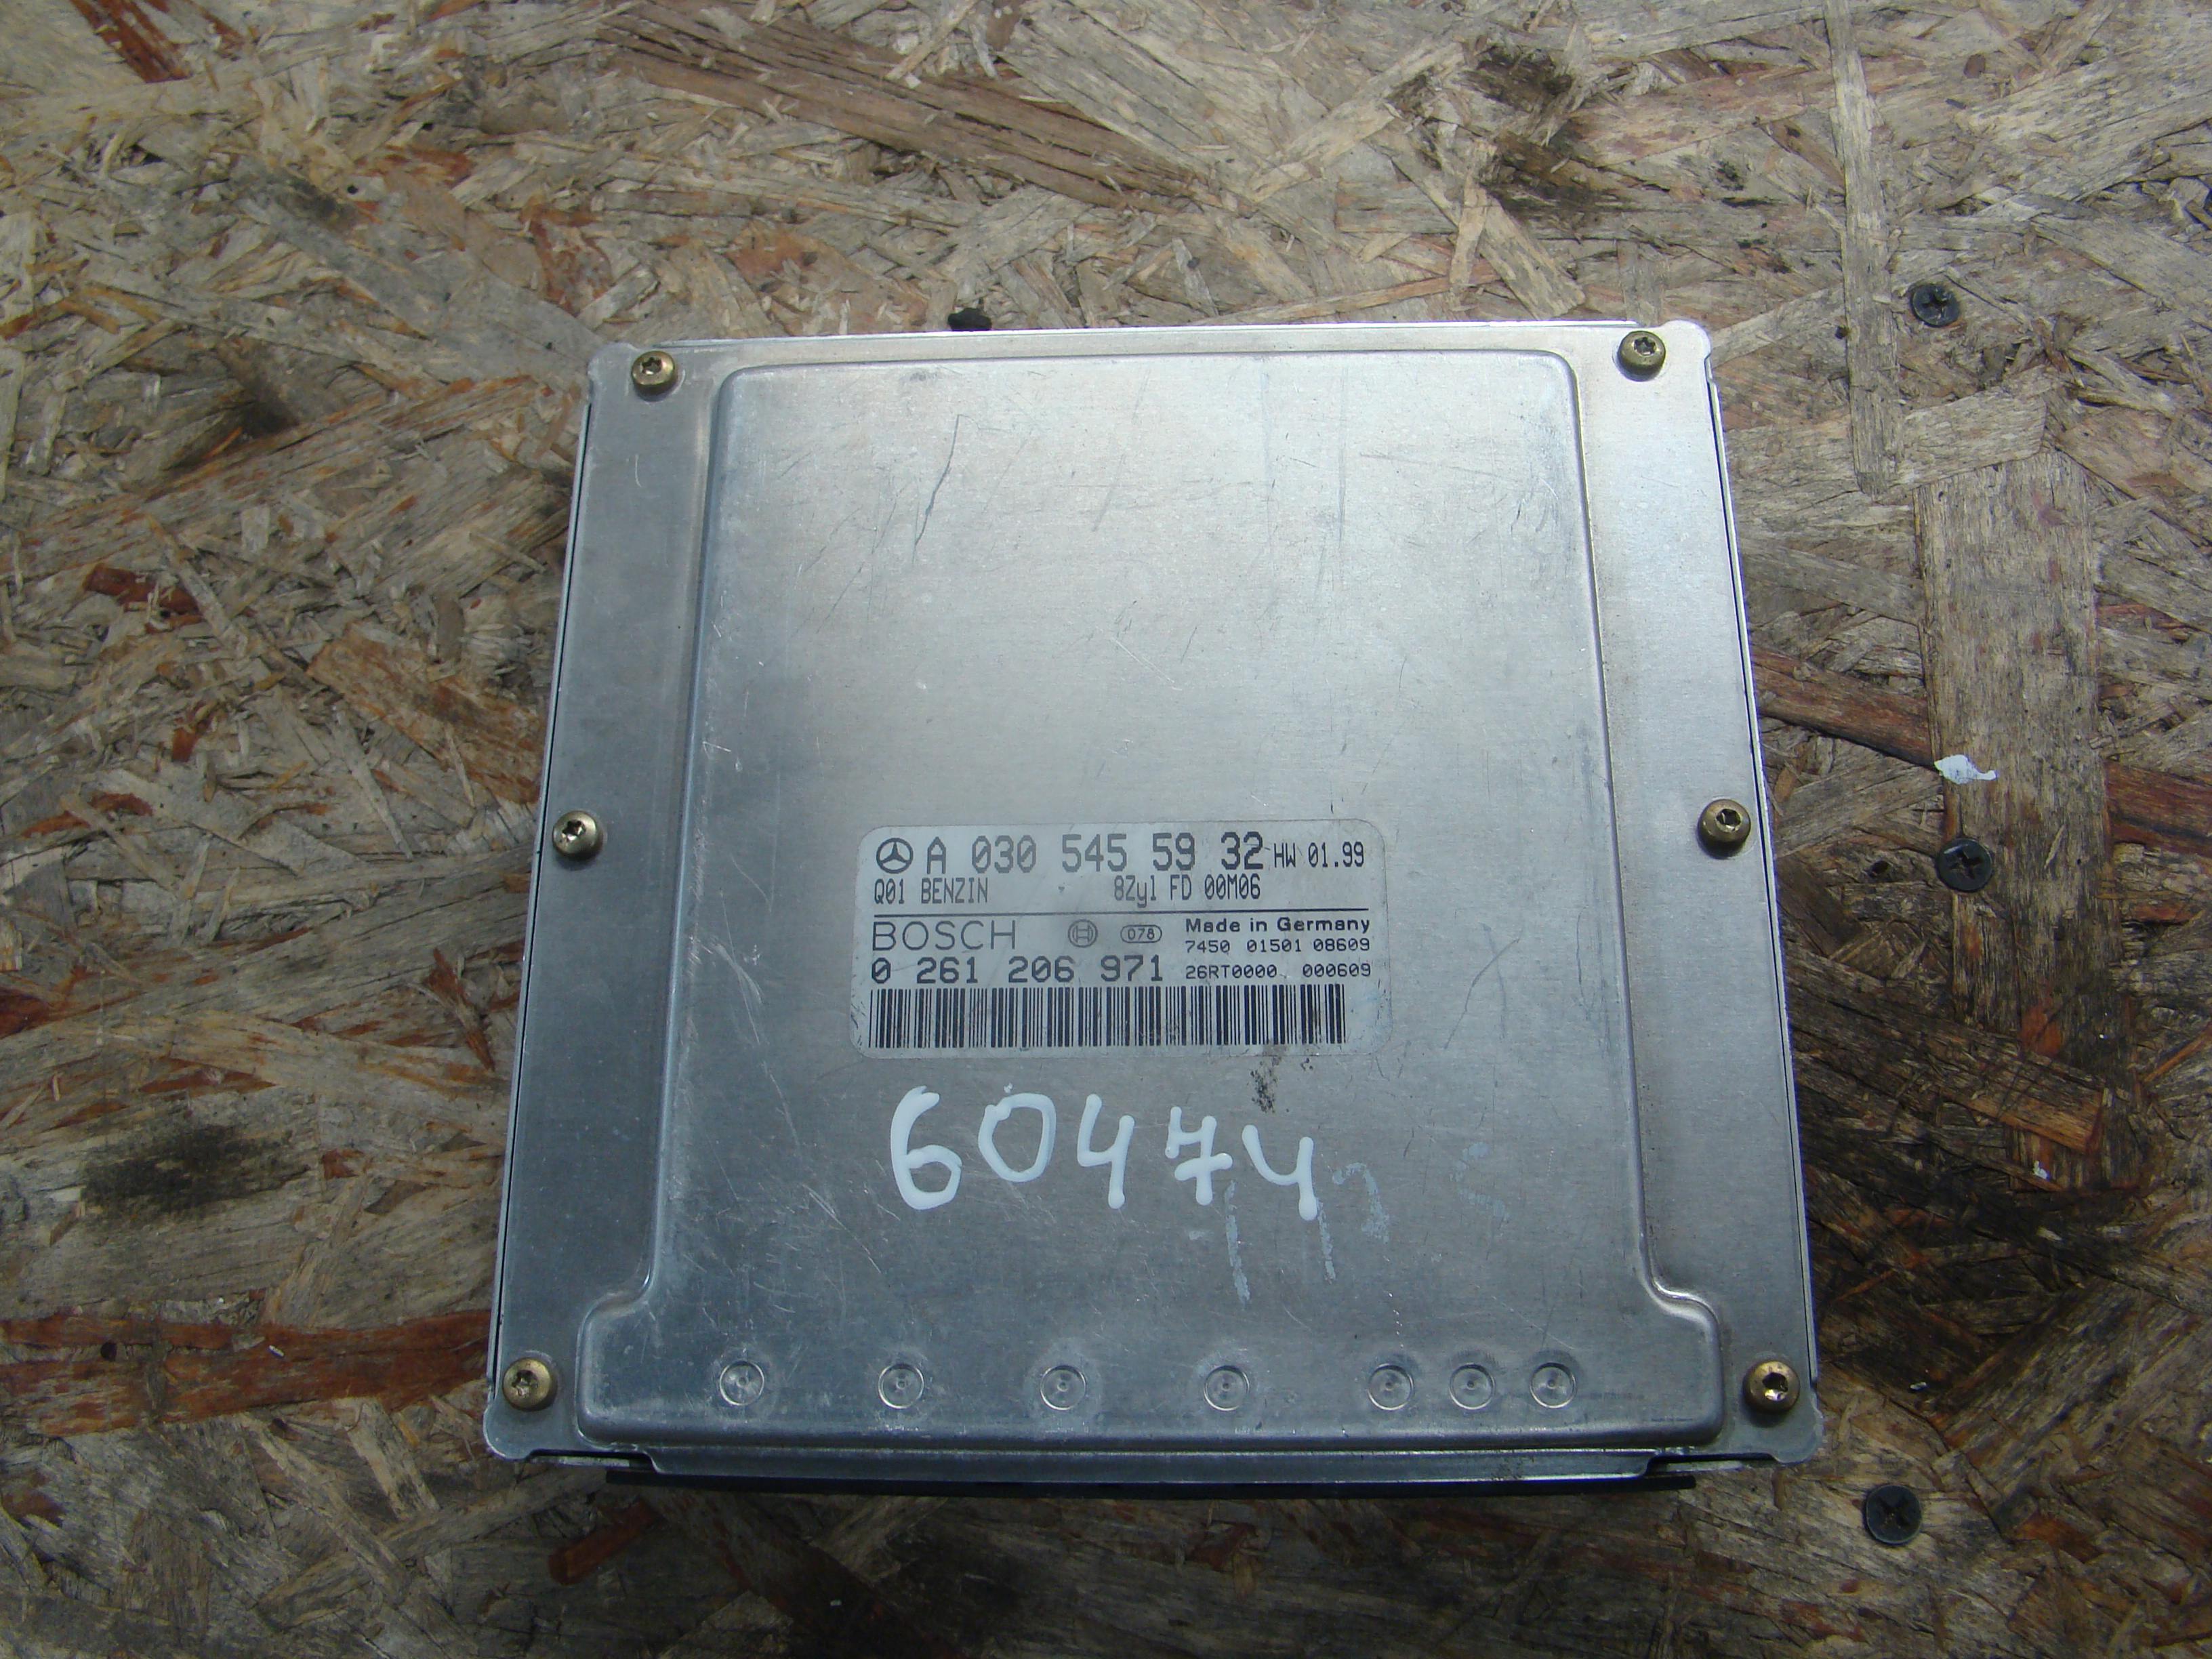 A 030 545 59 32 HW 01.99
Q01 BENZIN 8Zyl FD 00M06
BOSCH 078 Made in Germany
7450 01501 08609
0 261 206 971 26RT0000 000609
60474